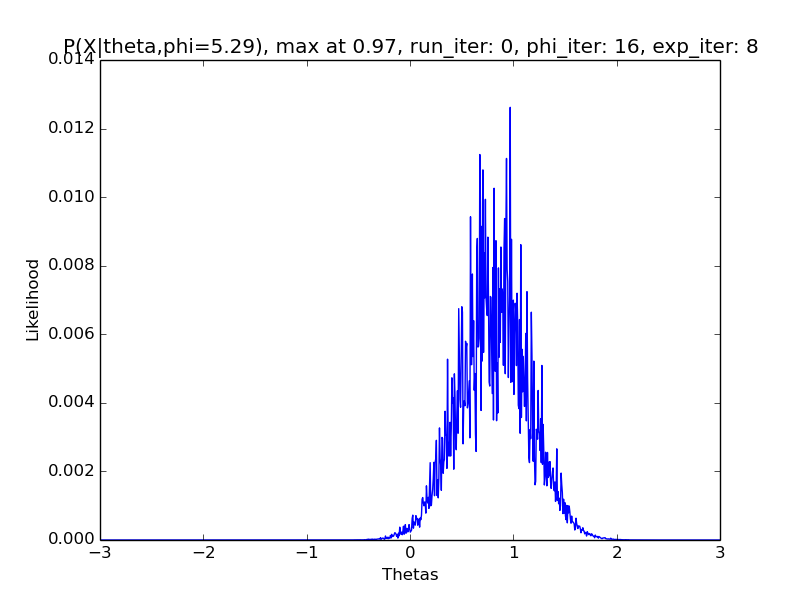 P(X|theta,phi=5.29), max at 0.97, run_iter: 0, phi_iter: 16, exp_iter: 8
0.014
0.012
0.010
0.008
0.006
0.004
0.002
0.000
Likelihood
−3 −2 −1 0 1 2 3
Thetas